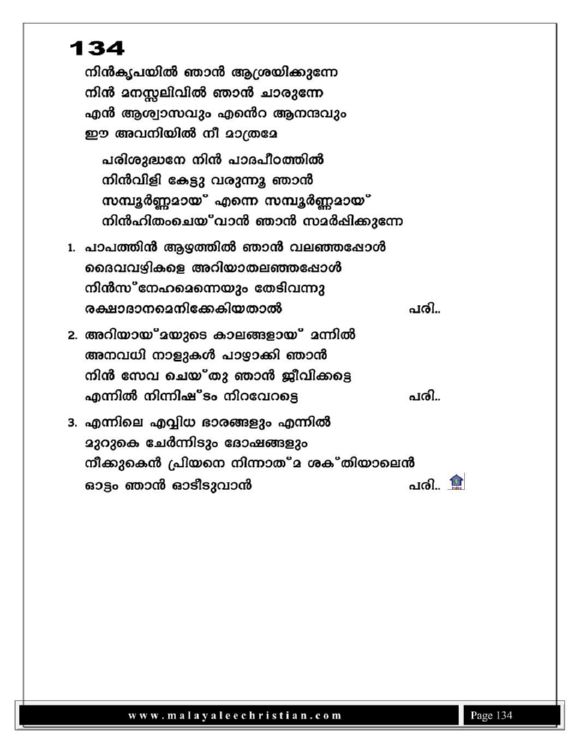 134
നിൻകൃപയിൽ ഞാൻ ആശ്രയിക്കുന്നേ
നിൻ മനസ്സലിവിൽ ഞാൻ ചാരുന്നേ
എൻ ആശ്വാസവും എൻെറ ആനന്ദവും
ഈ അവനിയിൽ നീ മാത്രമേ
പരിശുദ്ധനേ നിൻ പാദപീഠത്തിൽ
നിൻവിളി കേട്ടു വരുന്നൂ ഞാൻ
സമ്പൂർണ്ണമായ് എന്നെ സമ്പൂർണ്ണമായ്
നിൻഹിതംചെയ്‌വാൻ ഞാൻ സമർപ്പിക്കുന്നേ
1. പാപത്തിൻ ആഴത്തിൽ ഞാൻ വലഞ്ഞപ്പോൾ
ദൈവവഴികളെ അറിയാതലഞ്ഞപ്പോൾ
നിൻസ്‌നേഹമെന്നെയും തേടിവന്നു
രക്ഷാദാനമെനിക്കേകിയതാൽ പരി..
2. അറിയായ്‌മയുടെ കാലങ്ങളായ് മന്നിൽ
അനവധി നാളുകൾ പാഴാക്കി ഞാൻ
നിൻ സേവ ചെയ്‌തു ഞാൻ ജീവിക്കട്ടെ
എന്നിൽ നിന്നിഷ്‌ടം നിറവേറട്ടെ പരി..
3. എന്നിലെ എവ്വിധ ഭാരങ്ങളും എന്നിൽ
മുറുകെ ചേർന്നിടും ദോഷങ്ങളും
നീക്കുകെൻ പ്രിയനെ നിന്നാത്‌മ ശക്‌തിയാലെൻ
ഓട്ടം ഞാൻ ഓടീടുവാൻ പരി..
www.malayaleechristian.com Page 134